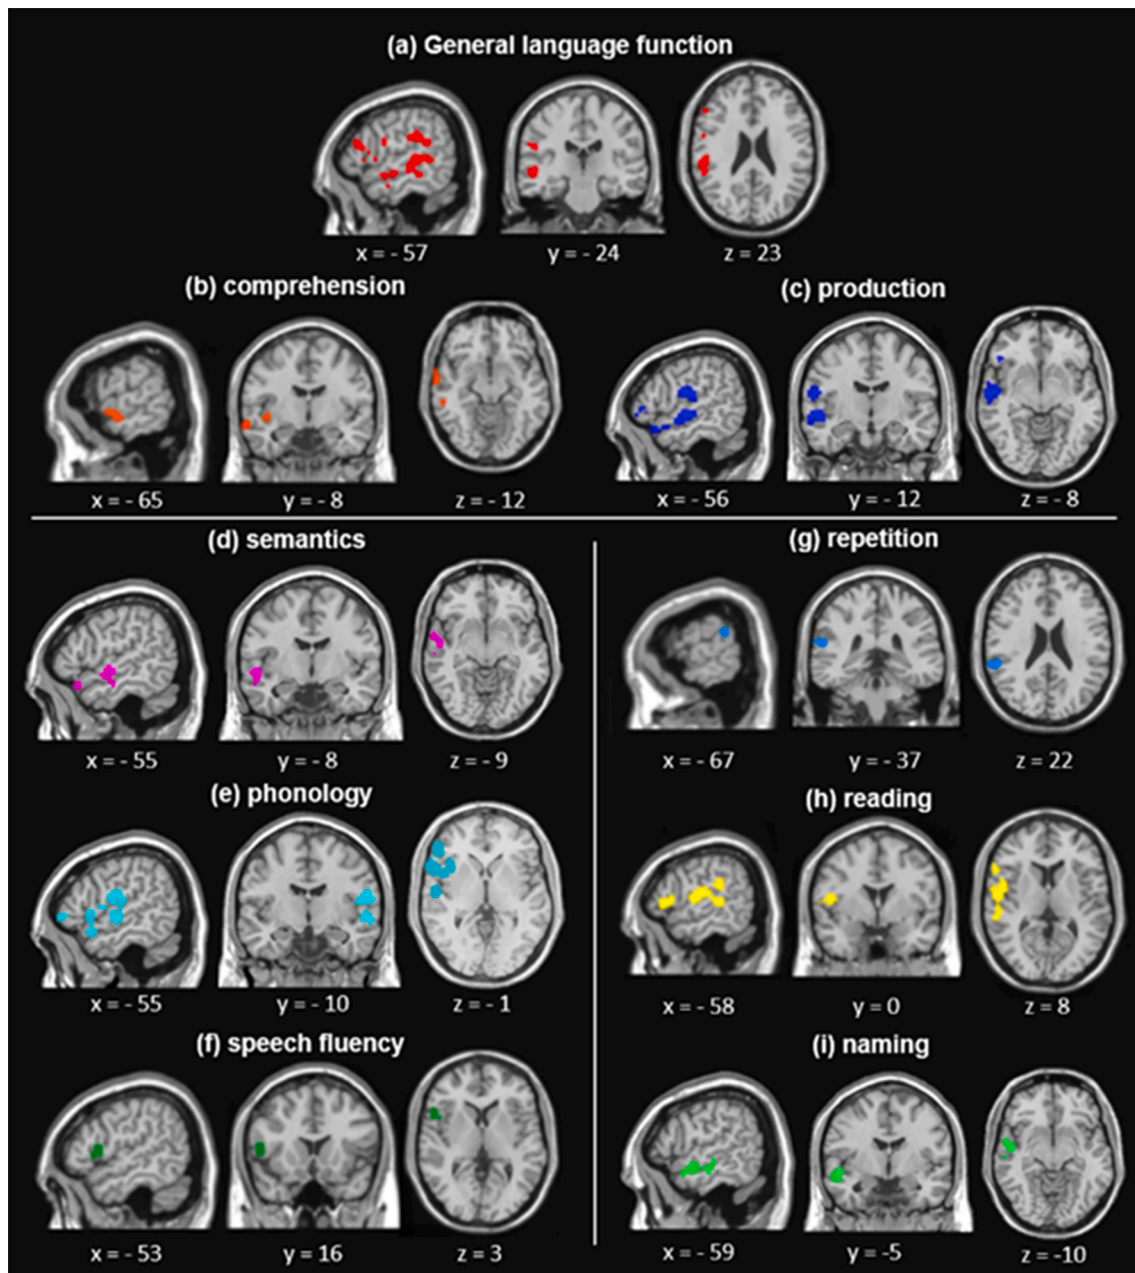 (a) General language function
x = - 57 y = - 24 z = 23
(b) comprehension
(c) production
x = - 65 y = - 8 z = - 12
x = - 56 y = - 12 z = - 8
(d) semantics
x = - 55 y = - 8 z = - 9
(e) phonology
x = - 55 y = - 10 z = - 1
(f) speech fluency
x = - 53 y = 16 z = 3
(g) repetition
x = - 67 y = - 37 z = 22
(h) reading
x = - 58 y = 0 z = 8
(i) naming
x = - 59 y = -5 z = -10